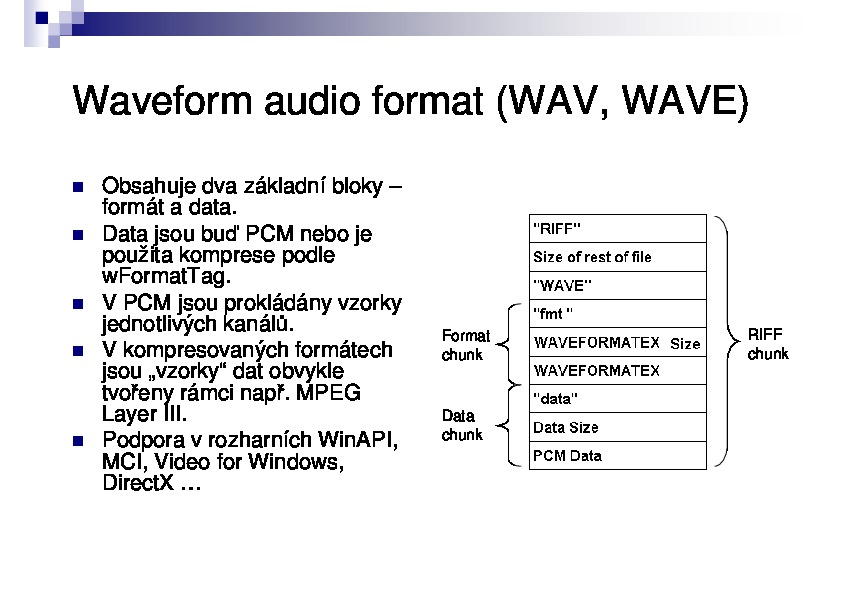 Waveform audio format (WAV, WAVE)
Obsahuje dva základní bloky –
formát a data.
Data jsou buď PCM nebo je
použita komprese podle
wFormatTag.
V PCM jsou prokládány vzorky
jednotlivých kanálů.
V kompresovaných formátech
jsou „vzorky“ dat obvykle
tvořeny rámci např. MPEG
Layer III.
Podpora v rozharních WinAPI,
MCI, Video for Windows,
DirectX …
"RIFF"
Size of rest of file
"WAVE"
"fmt "
WAVEFORMATEX Size
WAVEFORMATEX
"data"
Data Size
PCM Data
Format
chunk
Data
chunk
RIFF
chunk